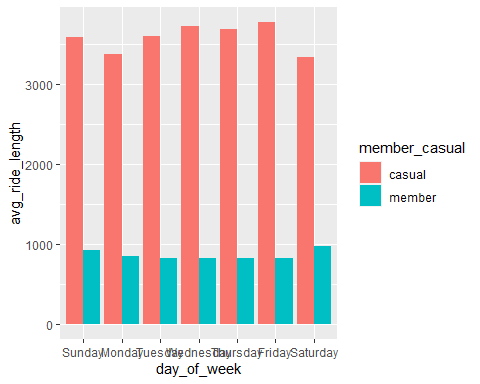 avg_ride_length
3000
2000
1000
0
Sunday Monday Tuesday Wednesday Thursday Friday Saturday
day_of_week
member_casual
casual
member